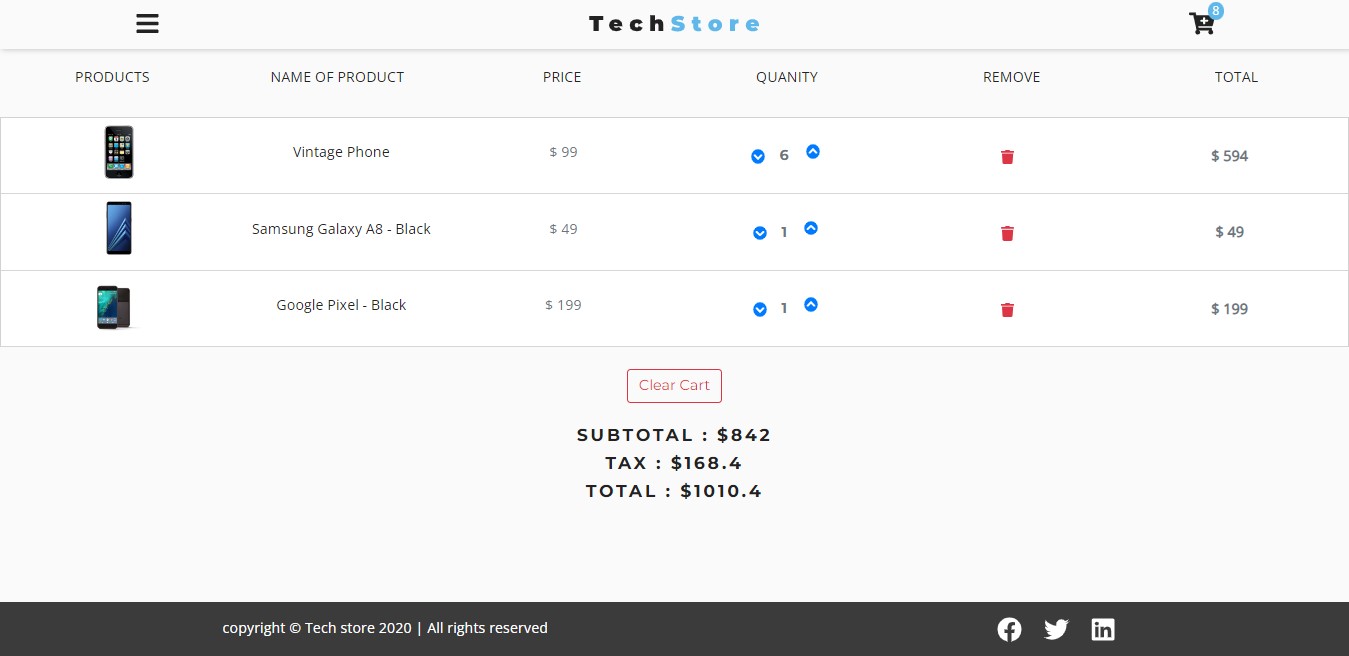 TechStore 8
PRODUCTS NAME OF PRODUCT PRICE QUANITY REMOVE TOTAL
Vintage Phone $ 99 6 $ 594
Samsung Galaxy A8 - Black $ 49 1 $ 49
Google Pixel - Black $ 199 1 $ 199
Clear Cart
SUBTOTAL : $842
TAX : $168.4
TOTAL : $1010.4
copyright © Tech store 2020 | All rights reserved